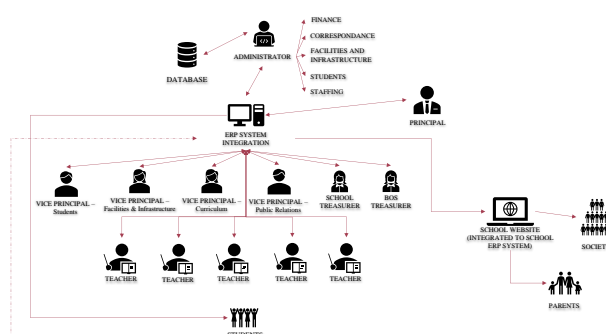 FINANCE
CORRESPONDANCE
FACILITIES AND
INFRASTRUCTURE
STUDENTS
STAFFING
ADMINISTRATOR
DATABASE
PRINCIPAL
ERP SYSTEM
INTEGRATION
VICE PRINCIPAL –
Students
VICE PRINCIPAL –
Facilities & Infrastructure
VICE PRINCIPAL –
Curriculum
VICE PRINCIPAL –
Public Relations
SCHOOL
TREASURER
BOS
TREASURER
SCHOOL WEBSITE
(INTEGRATED TO SCHOOL
ERP SYSTEM)
SOCIET
TEACHER
TEACHER
TEACHER
TEACHER
TEACHER
PARENTS
STUDENTS